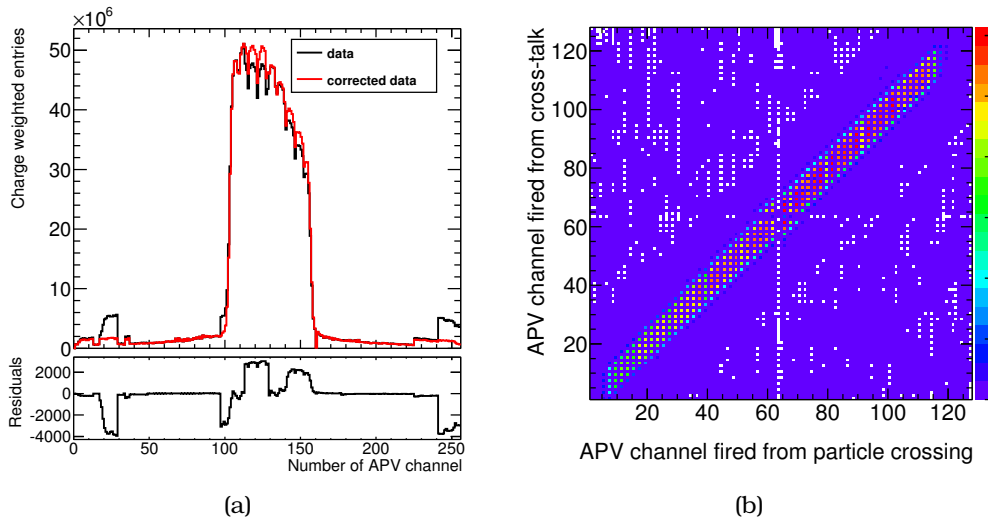 ×10⁶
Charge weighted entries
50
40
30
20
10
0
data
corrected data
Residuals
2000
0
-2000
-4000
0 50 100 150 200 250
Number of APV channel
(a)
APV channel fired from cross-talk
120
100
80
60
40
20
20 40 60 80 100 120
APV channel fired from particle crossing
(b)